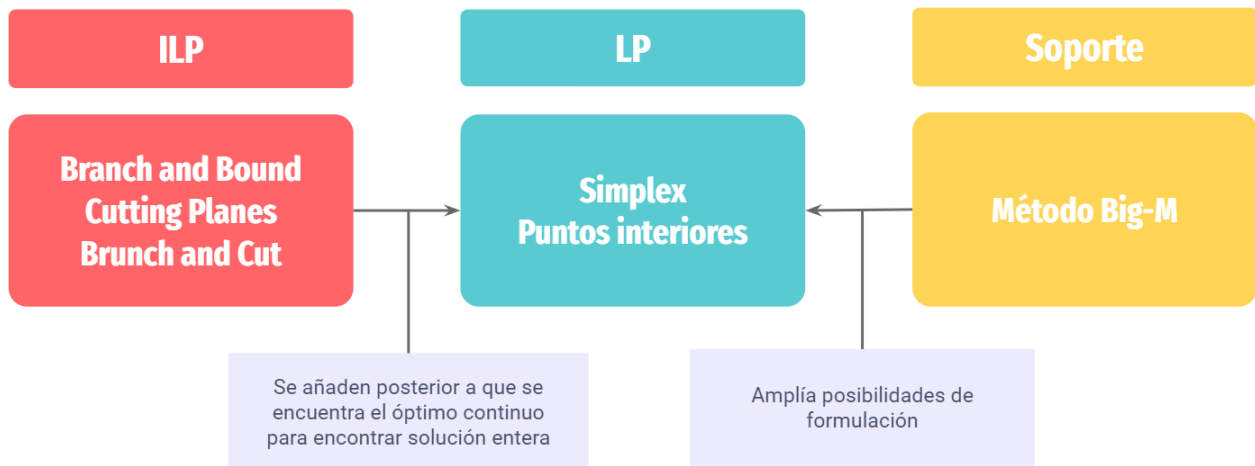 ILP
LP
Soporte
Branch and Bound
Cutting Planes
Brunch and Cut
Simplex
Puntos interiores
Método Big-M
Se añaden posterior a que se
encuentra el óptimo continuo
para encontrar solución entera
Amplía posibilidades de
formulación